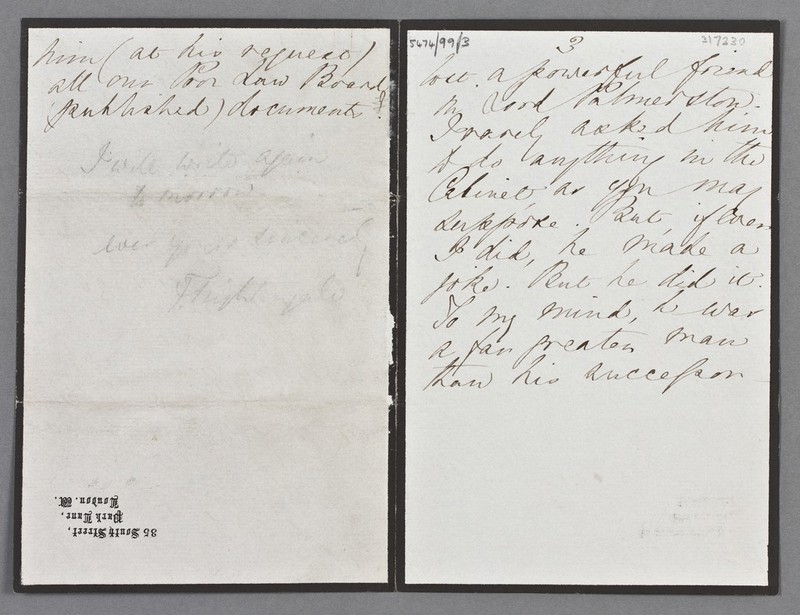 him (at his request)
all our Poor Law Board
(published) documents?
I will write again
to morrow
ever yours sincerely
F Nightingale
35 South Street,
Park Lane,
London. W.
5474/99/3
3
317230
lost a powerful friend
in Lord Palmerston.
I rarely asked him
to do anything in the
Cabinet, as you may
suppose. But, if ever
I did, he made a
joke. But he did it.
To my mind, he was
a far greater man
than his successor